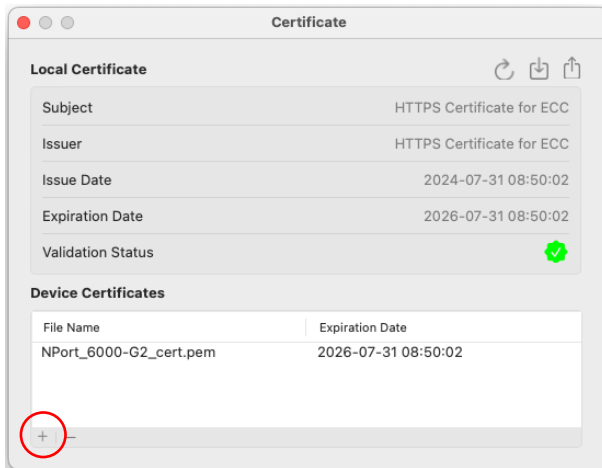 Certificate
Local Certificate
Subject HTTPS Certificate for ECC
Issuer HTTPS Certificate for ECC
Issue Date 2024-07-31 08:50:02
Expiration Date 2026-07-31 08:50:02
Validation Status
Device Certificates
File Name Expiration Date
NPort_6000-G2_cert.pem 2026-07-31 08:50:02
+ −